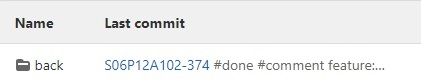 Name Last commit
back S06P12A102-374 #done #comment feature:...